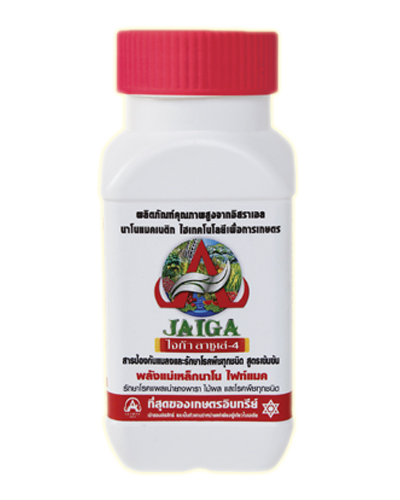 ผลิตภัณฑ์คุณภาพสูงจากอิสราเอล
นาโนแมคเนติก ไฮเทคโนโลยีเพื่อการเกษตร
JAIGA
ไจก้า ดาซูเล่-4
สารป้องกันแมลงและรักษาโรคพืชทุกชนิด สูตรเข้มข้น
พลังแม่เหล็กนาโน ไฟท์แมค
รักษาโรคแผลเน่ายางพารา ไม้ผล และโรคพืชทุกชนิด
ที่สุดของเกษตรอินทรีย์